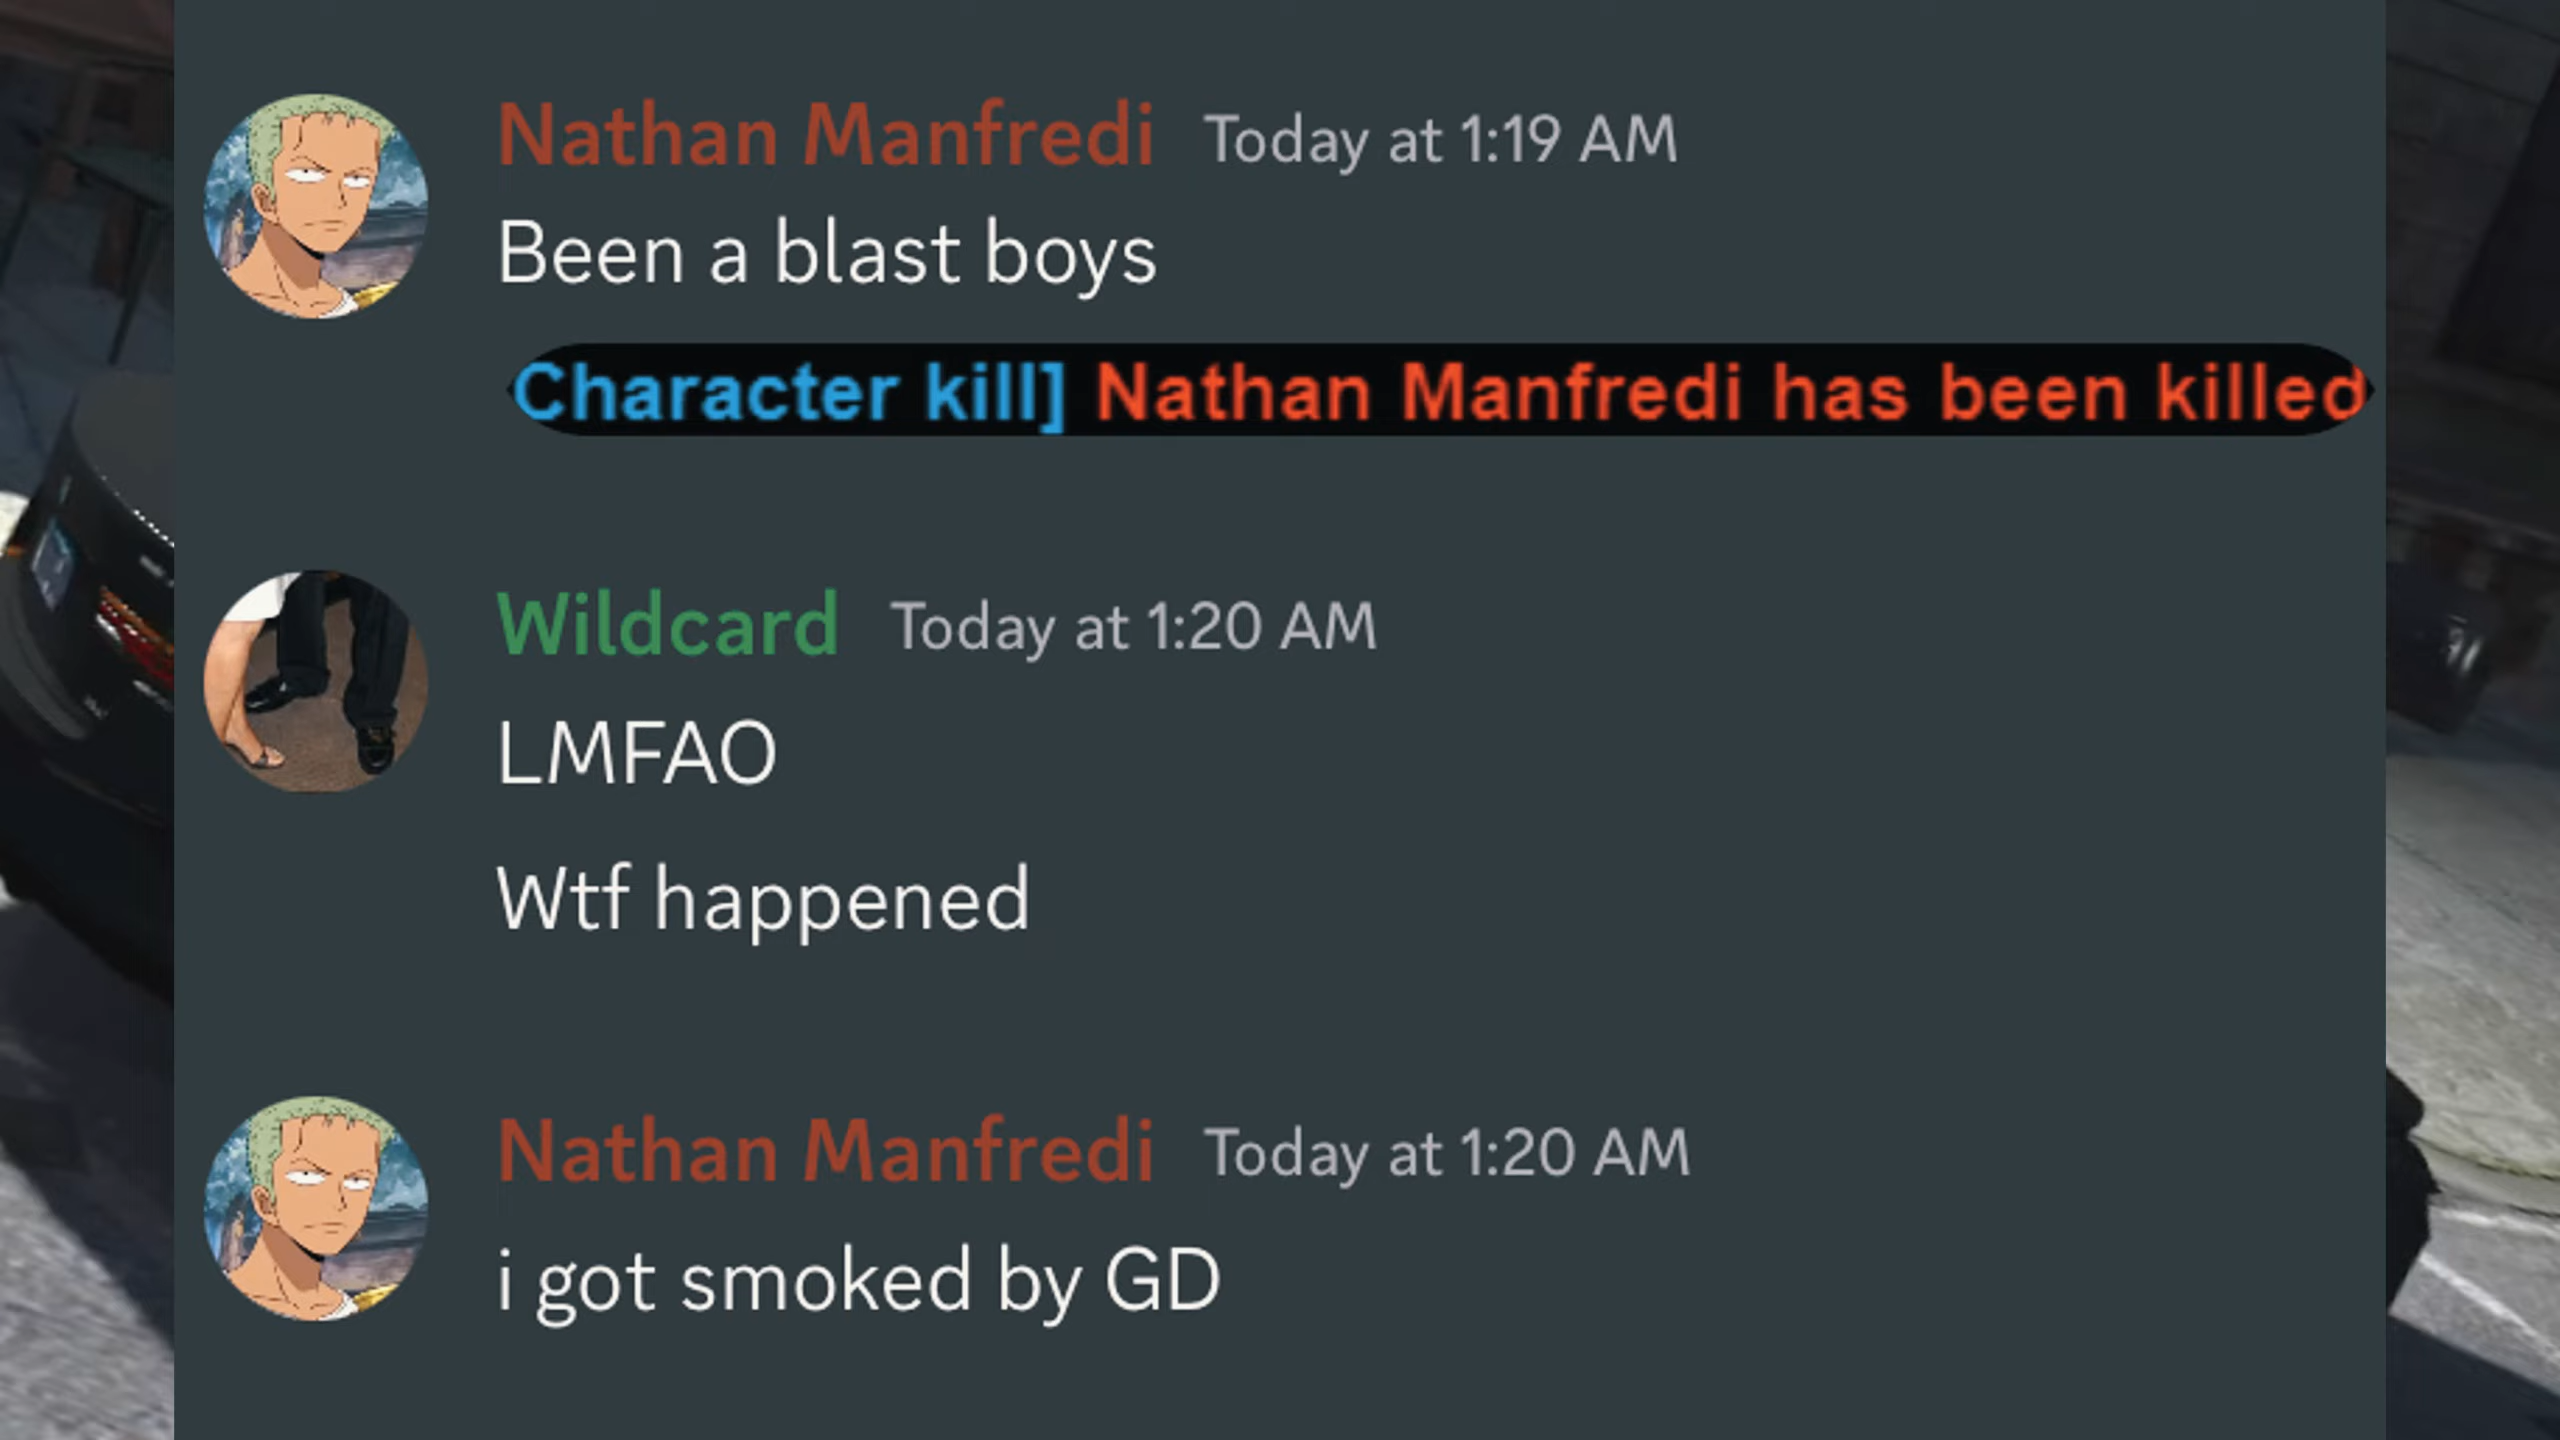 Nathan Manfredi Today at 1:19 AM
Been a blast boys
Character kill] Nathan Manfredi has been killed
Wildcard Today at 1:20 AM
LMFAO
Wtf happened
Nathan Manfredi Today at 1:20 AM
i got smoked by GD